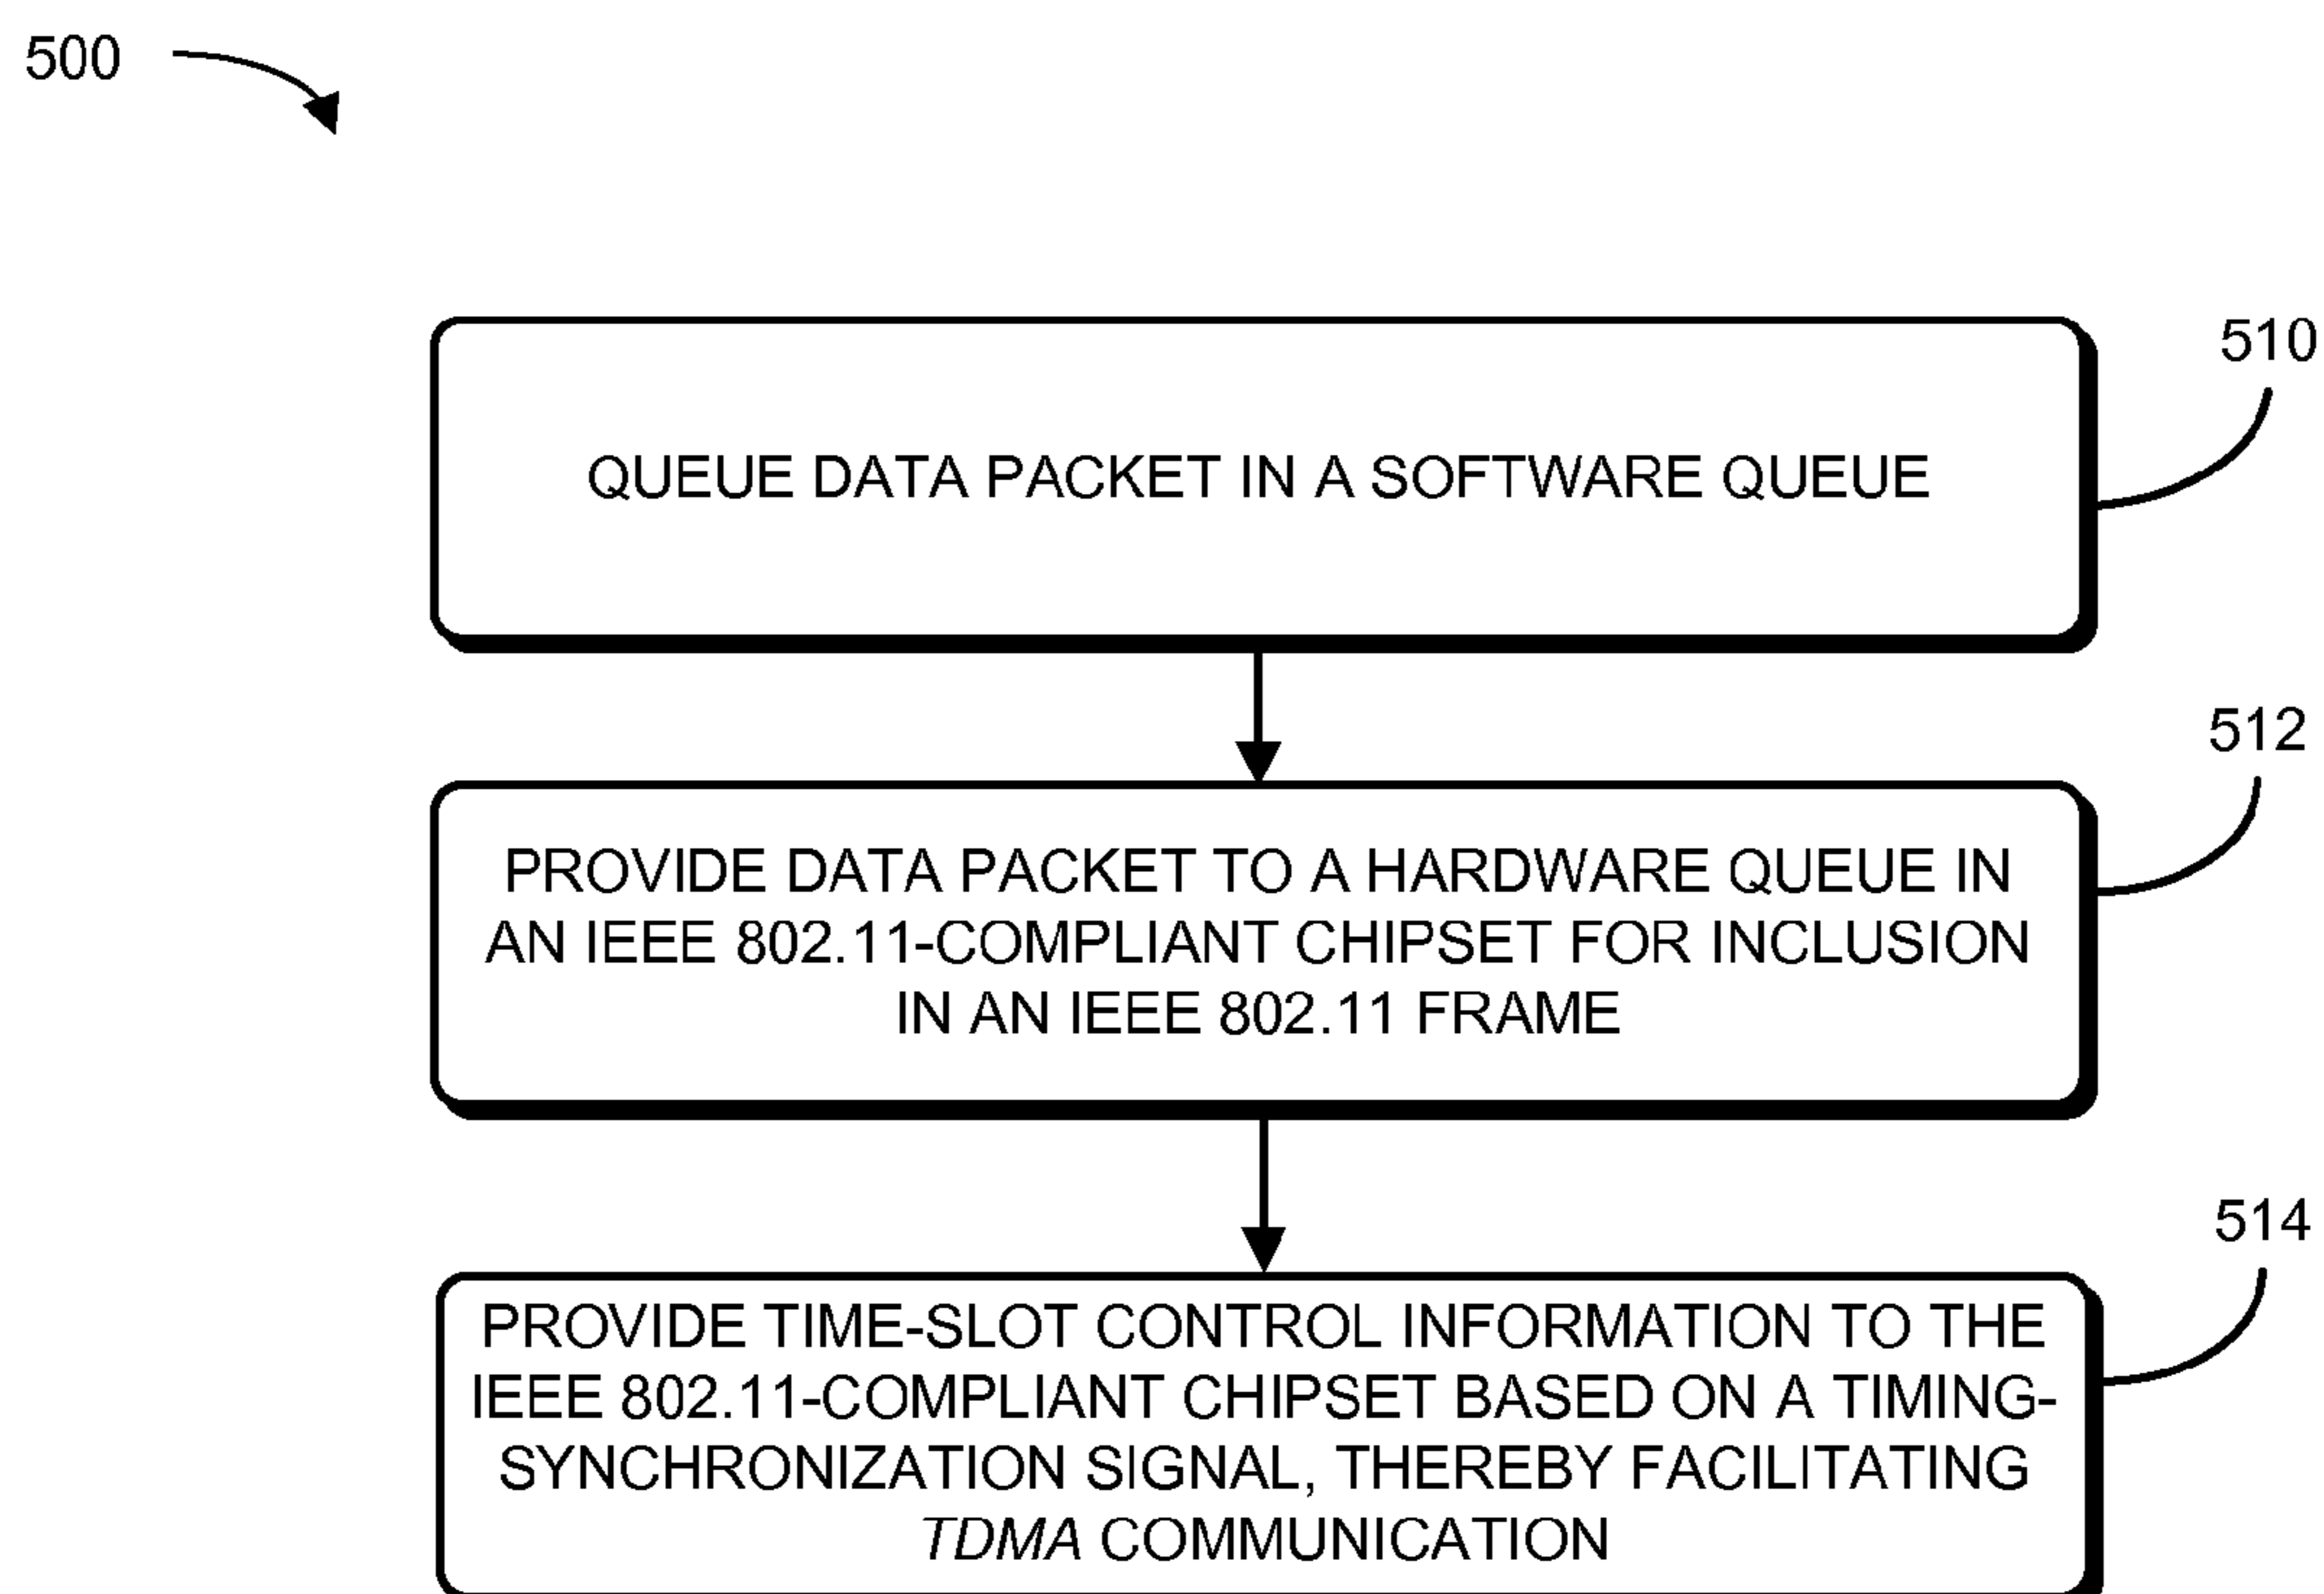 500
510
QUEUE DATA PACKET IN A SOFTWARE QUEUE
512
PROVIDE DATA PACKET TO A HARDWARE QUEUE IN
AN IEEE 802.11-COMPLIANT CHIPSET FOR INCLUSION
IN AN IEEE 802.11 FRAME
514
PROVIDE TIME-SLOT CONTROL INFORMATION TO THE
IEEE 802.11-COMPLIANT CHIPSET BASED ON A TIMING-
SYNCHRONIZATION SIGNAL, THEREBY FACILITATING
TDMA COMMUNICATION